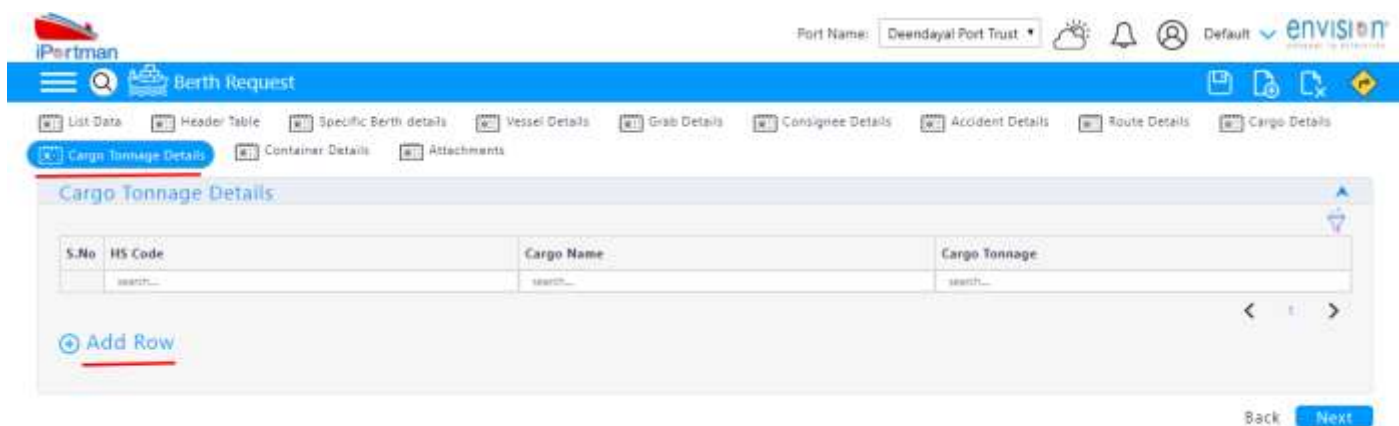 iPortman
Port Name: Deendayal Port Trust Default envision
Berth Request
List Data Header Table Specific Berth details Vessel Details Grab Details Consignee Details Accident Details Route Details Cargo Details
Cargo Tonnage Details Container Details Attachments
Cargo Tonnage Details
S.No HS Code Cargo Name Cargo Tonnage
search... search... search...
1
Add Row
Back Next